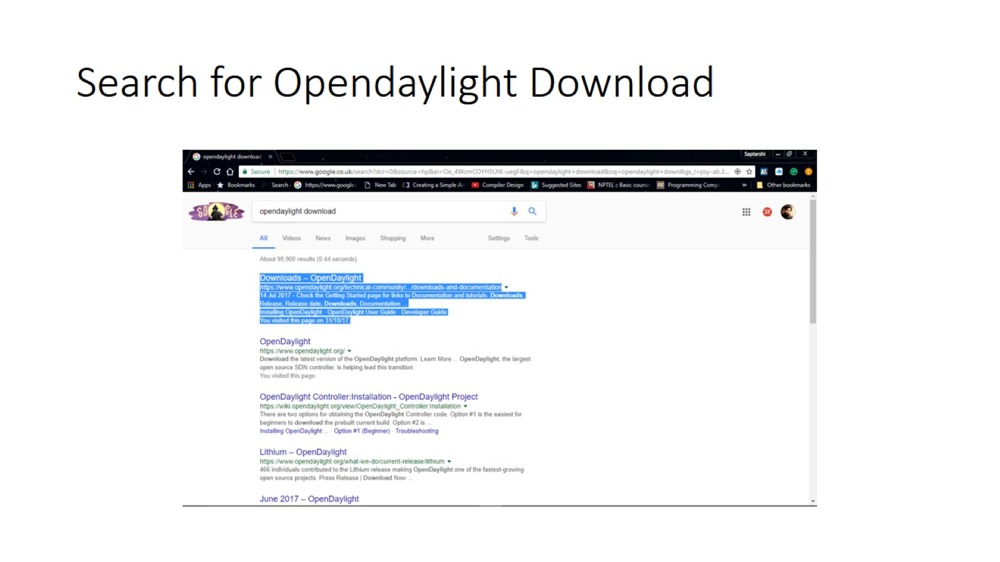 Search for Opendaylight Download
opendaylight download
Saptarshi
Secure https://www.google.co.uk/search?dcr=0&source=hp&ei=Oe_4WcmCOYH5UtK-uegF&q=opendaylight+download&oq=opendaylight+down&gs_l=psy-ab.3...
Apps Bookmarks Search https://www.google. New Tab Creating a Simple Ac Compiler Design Suggested Sites NPTEL :: Basic course Programming Comp » Other bookmarks
opendaylight download
37
All Videos News Images Shopping More Settings Tools
About 90,900 results (0.44 seconds)
Downloads – OpenDaylight
https://www.opendaylight.org/technical-community/.../downloads-and-documentation
14 Jul 2017 - Check the Getting Started page for links to Documentation and tutorials. Downloads.
Release, Release date, Downloads, Documentation ...
Installing OpenDaylight · OpenDaylight User Guide · Developer Guide
You visited this page on 31/10/17.
OpenDaylight
https://www.opendaylight.org/
Download the latest version of the OpenDaylight platform. Learn More ... OpenDaylight, the largest
open source SDN controller, is helping lead this transition.
You visited this page.
OpenDaylight Controller:Installation - OpenDaylight Project
https://wiki.opendaylight.org/view/OpenDaylight_Controller:Installation
There are two options for obtaining the OpenDaylight Controller code. Option #1 is the easiest for
beginners to download the prebuilt current build. Option #2 is ...
Installing OpenDaylight ... · Option #1 (Beginner) · Troubleshooting
Lithium – OpenDaylight
https://www.opendaylight.org/what-we-do/current-release/lithium
466 individuals contributed to the Lithium release making OpenDaylight one of the fastest-growing
open source projects. Press Release | Download Now ...
June 2017 – OpenDaylight